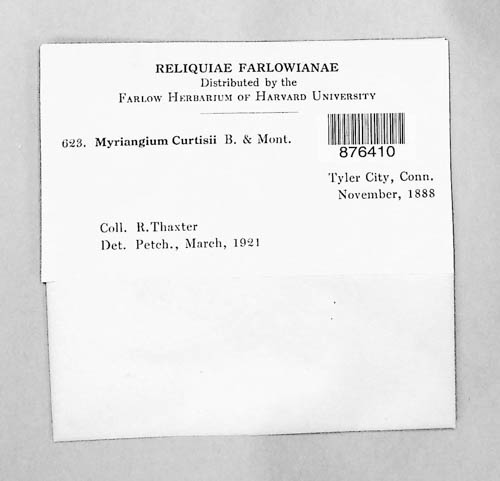 RELIQUIAE FARLOWIANAE
Distributed by the
FARLOW HERBARIUM OF HARVARD UNIVERSITY
623. Myriangium Curtisii B. & Mont.
876410
Tyler City, Conn.
November, 1888
Coll. R.Thaxter
Det. Petch., March, 1921